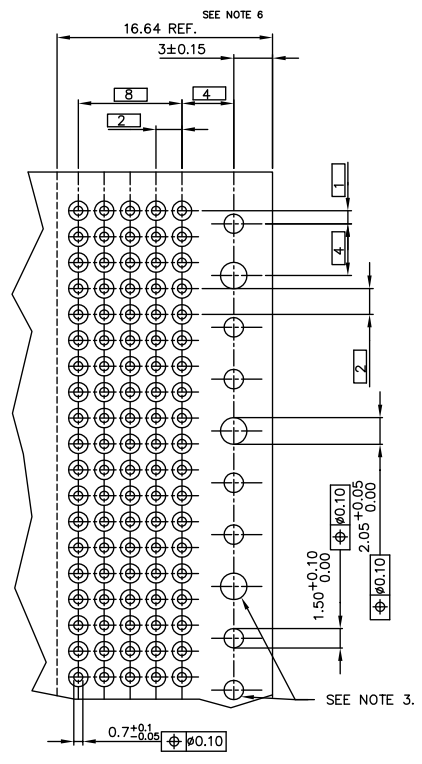 SEE NOTE 6
16.64 REF.
3±0.15
8
4
2
1
4
2
⌖ ⌀0.10
1.50 +0.10 0.00
2.05 +0.05 0.00
⌖ ⌀0.10
SEE NOTE 3.
0.7 +0.1 -0.05 ⌖ ⌀0.10